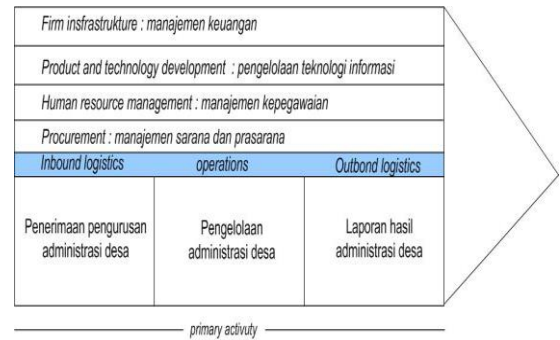 Firm insfrastrukture : manajemen keuangan
Product and technology development : pengelolaan teknologi informasi
Human resource management : manajemen kepegawaian
Procurement : manajemen sarana dan prasarana
Inbound logistics operations Outbond logistics
Penerimaan pengurusan
administrasi desa
Pengelolaan
administrasi desa
Laporan hasil
administrasi desa
primary activuty